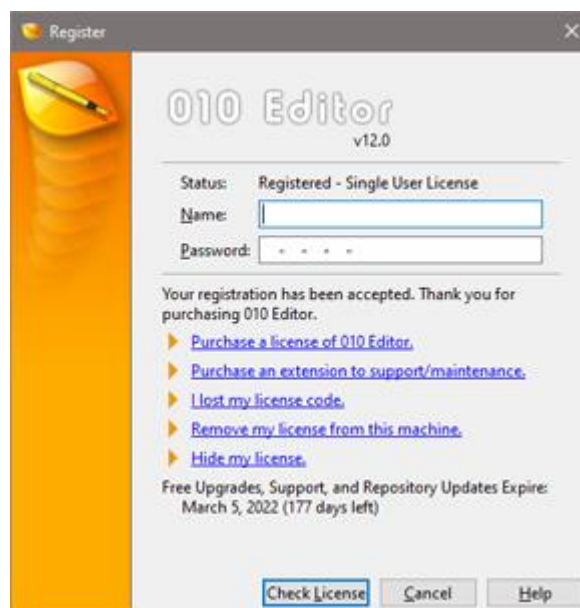 Register
010 Editor
v12.0
Status: Registered - Single User License
Name:
Password: - - - -
Your registration has been accepted. Thank you for
purchasing 010 Editor.
Purchase a license of 010 Editor.
Purchase an extension to support/maintenance.
I lost my license code.
Remove my license from this machine.
Hide my license.
Free Upgrades, Support, and Repository Updates Expire:
March 5, 2022 (177 days left)
Check License Cancel Help